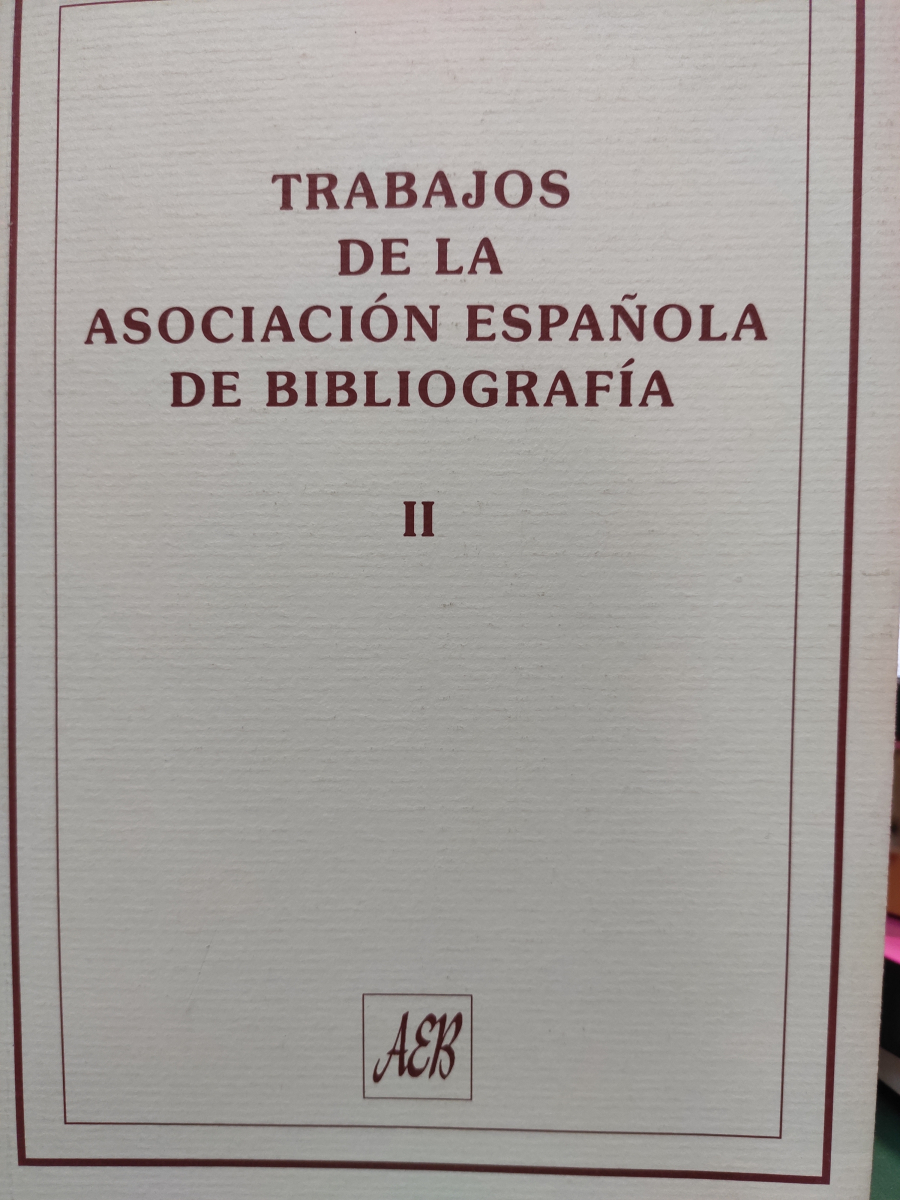 TRABAJOS
DE LA
ASOCIACIÓN ESPAÑOLA
DE BIBLIOGRAFÍA
II
AEB